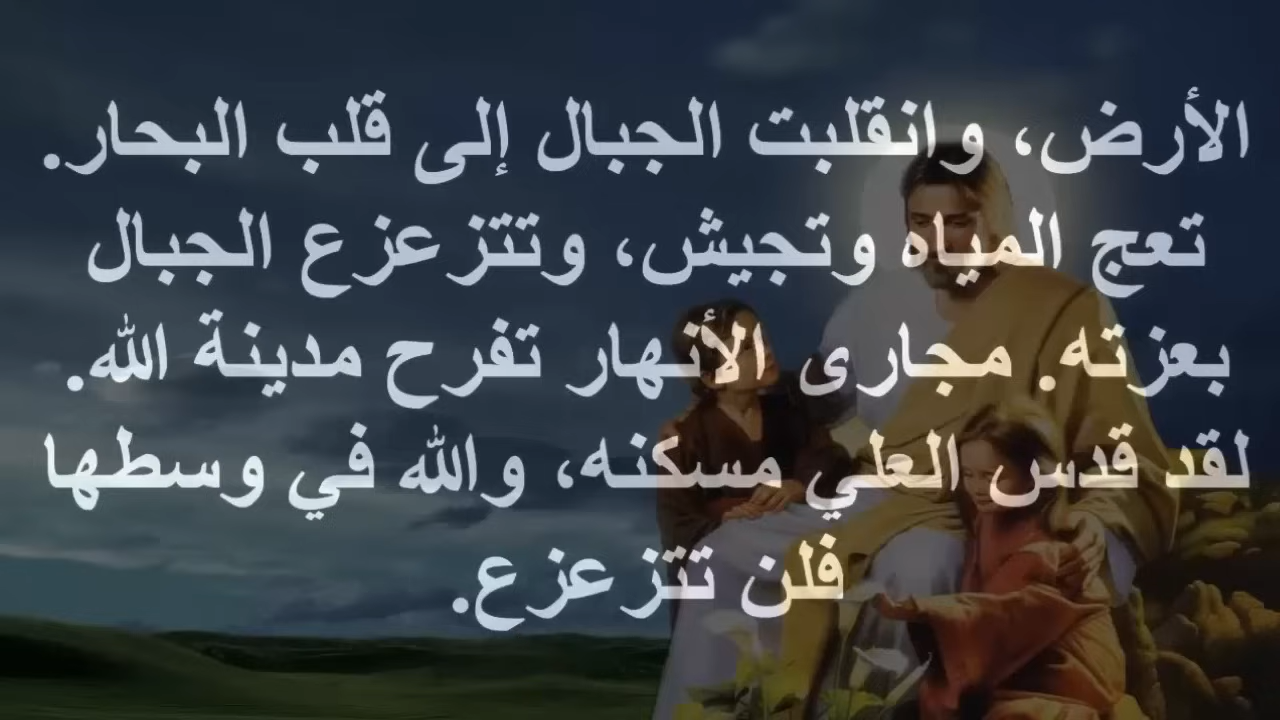 الأرض، وانقلبت الجبال إلى قلب البحار.
تعج المياه وتجيش، وتتزعزع الجبال
بعزته. مجارى الأنهار تفرح مدينة الله.
لقد قدس العلي مسكنه، والله في وسطها
فلن تتزعزع.